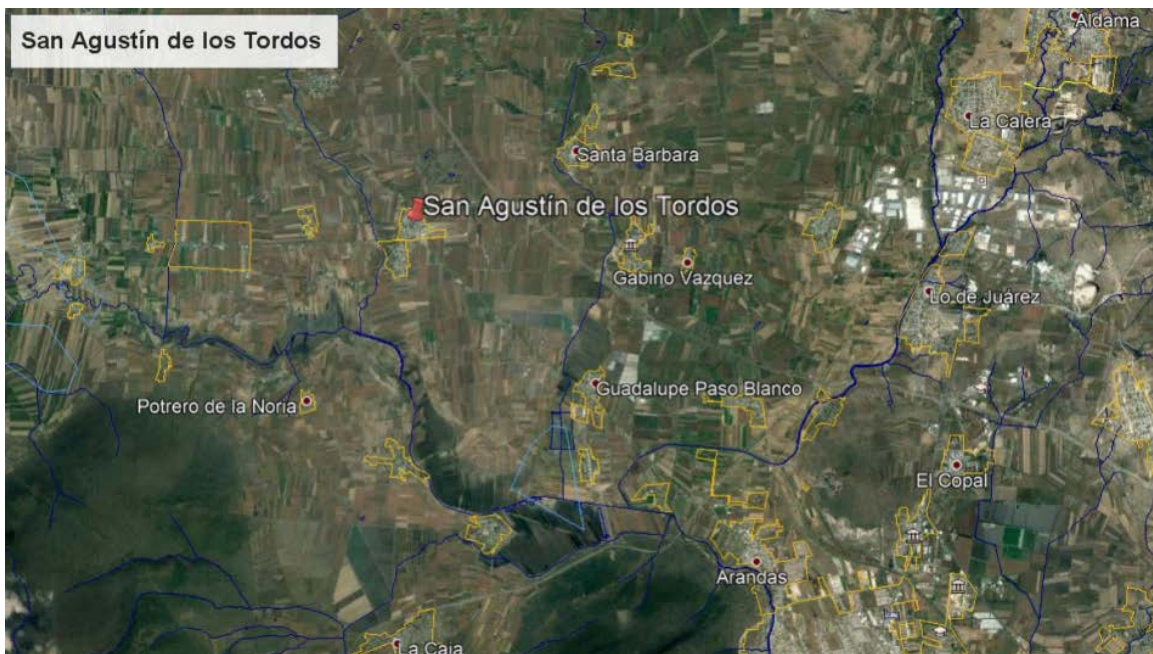 San Agustín de los Tordos
Aldama
La Calera
Santa Barbara
San Agustín de los Tordos
Gabino Vazquez
Lo de Juárez
Guadalupe Paso Blanco
Potrero de la Noria
El Copal
Arandas
La Caja